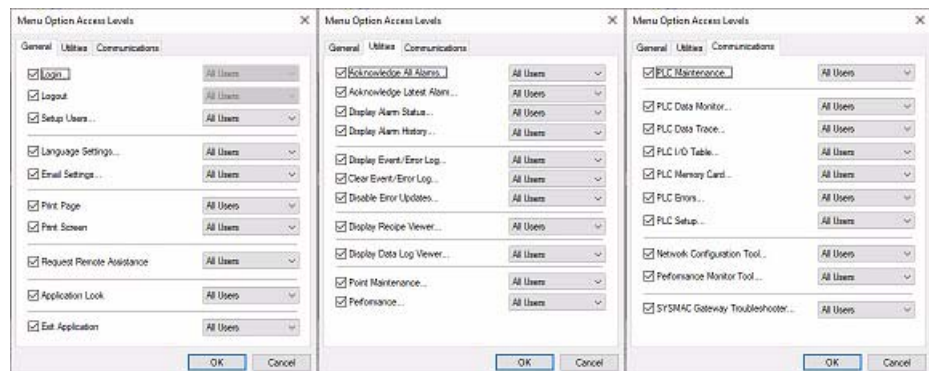 Menu Option Access Levels
General Utilities Communications
Login... All Users
Logout All Users
Setup Users... All Users
Language Settings... All Users
Email Settings... All Users
Print Page All Users
Print Screen All Users
Request Remote Assistance All Users
Application Look All Users
Exit Application All Users
OK Cancel
Menu Option Access Levels
General Utilities Communications
Acknowledge All Alarms... All Users
Acknowledge Latest Alarm... All Users
Display Alarm Status... All Users
Display Alarm History... All Users
Display Event/Error Log... All Users
Clear Event/Error Log... All Users
Disable Error Updates... All Users
Display Recipe Viewer... All Users
Display Data Log Viewer... All Users
Point Maintenance... All Users
Performance... All Users
OK Cancel
Menu Option Access Levels
General Utilities Communications
PLC Maintenance... All Users
PLC Data Monitor... All Users
PLC Data Trace... All Users
PLC I/O Table... All Users
PLC Memory Card... All Users
PLC Errors... All Users
PLC Setup... All Users
Network Configuration Tool... All Users
Performance Monitor Tool... All Users
SYSMAC Gateway Troubleshooter... All Users
OK Cancel